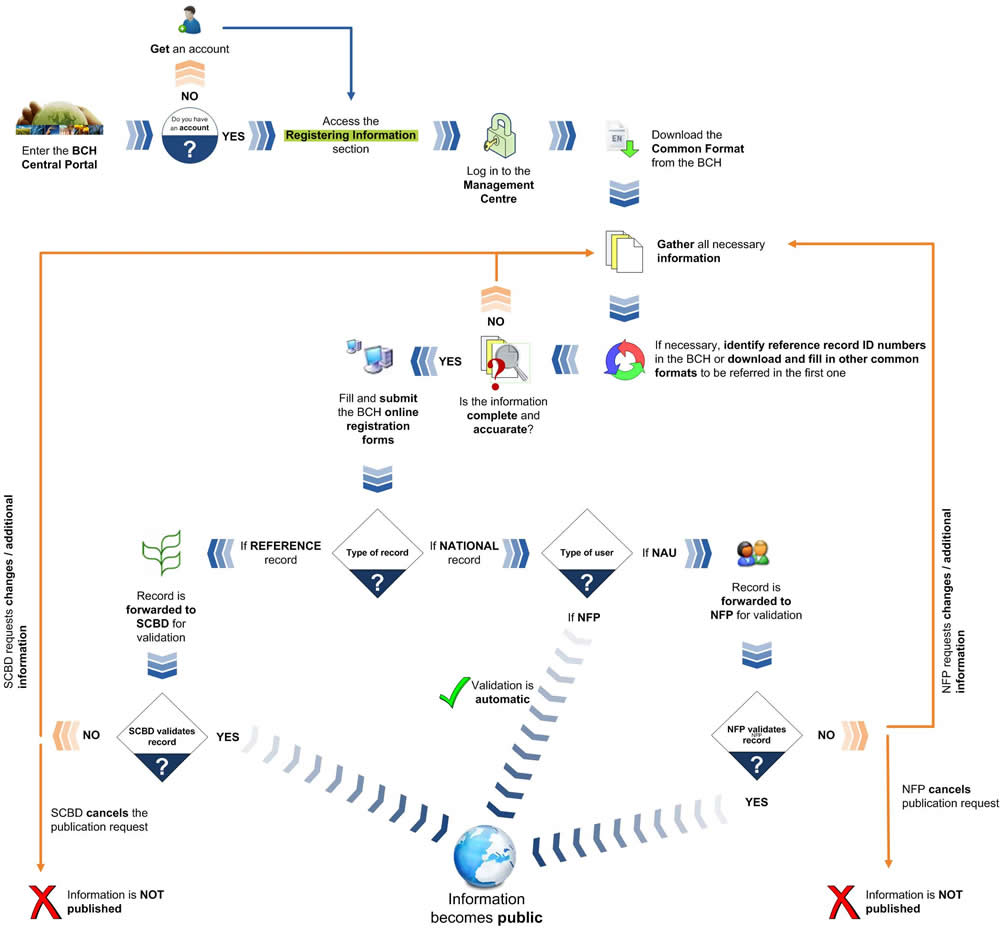 Get an account
NO
Do you have
an account
?
YES
Enter the BCH
Central Portal
Access the
Registering Information
section
Log in to the
Management
Centre
EN
Download the
Common Format
from the BCH
Gather all necessary
information
If necessary, identify reference record ID numbers
in the BCH or download and fill in other common
formats to be referred in the first one
NO
?
Is the information
complete and
accuarate?
YES
Fill and submit
the BCH online
registration
forms
Type of record
?
If REFERENCE
record
If NATIONAL
record
Type of user
?
If NAU
If NFP
Record is
forwarded to
SCBD for
validation
Record is
forwarded to
NFP for validation
Validation is
automatic
SCBD validates
record
?
YES
NO
NFP validates
NFP
record
?
NO
YES
SCBD requests changes / additional
information
NFP requests changes / additional
information
SCBD cancels the
publication request
NFP cancels
publication request
Information is NOT
published
Information
becomes public
Information is NOT
published